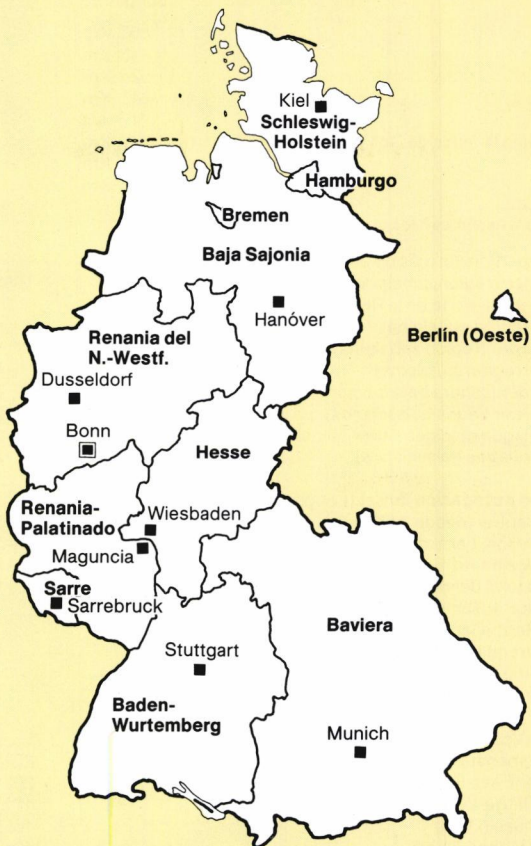 Kiel
Schleswig-
Holstein
Hamburgo
Bremen
Baja Sajonia
Hanóver
Berlín (Oeste)
Renania del
N.-Westf.
Dusseldorf
Bonn
Hesse
Renania-
Palatinado
Wiesbaden
Maguncia
Sarre
Sarrebruck
Baviera
Stuttgart
Baden-
Wurtemberg
Munich